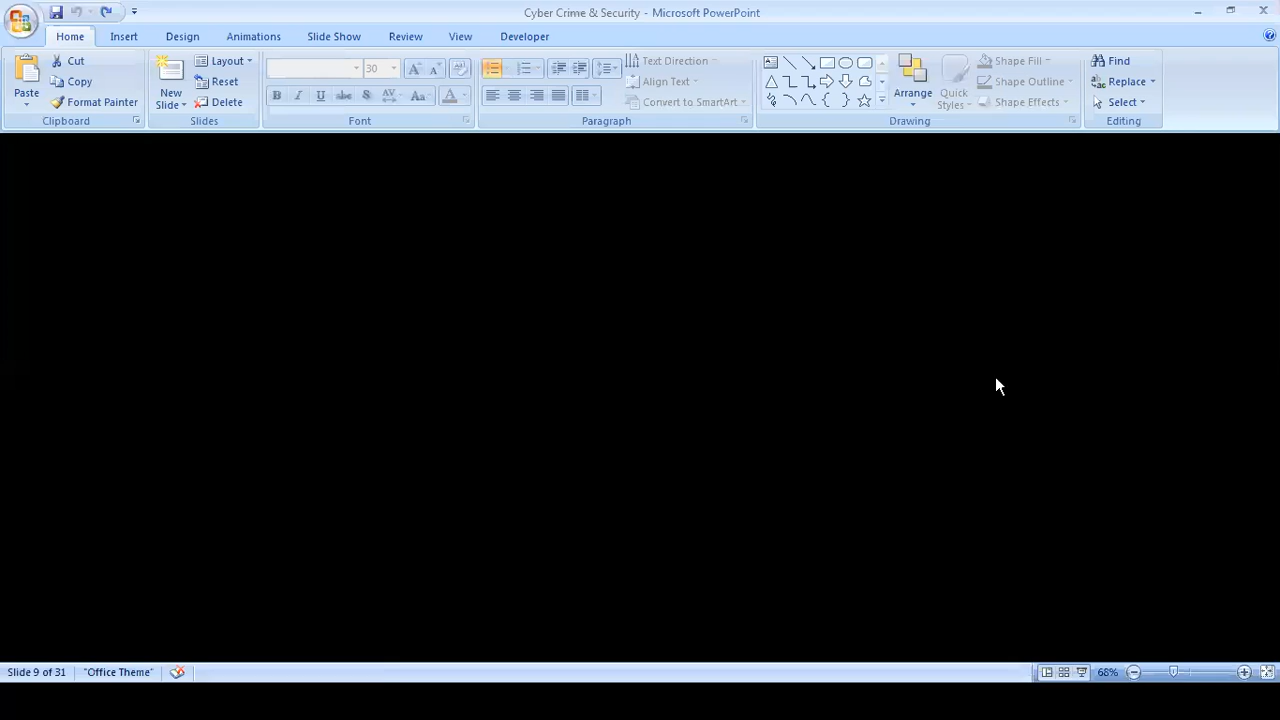 Cyber Crime & Security - Microsoft PowerPoint
Home Insert Design Animations Slide Show Review View Developer
Paste
Cut
Copy
Format Painter
Clipboard
New Slide
Layout
Reset
Delete
Slides
30
B I U abc S AV Aa A
Font
Text Direction
Align Text
Convert to SmartArt
Paragraph
Arrange
Quick Styles
Shape Fill
Shape Outline
Shape Effects
Drawing
Find
Replace
Select
Editing
Slide 9 of 31 "Office Theme" 68%